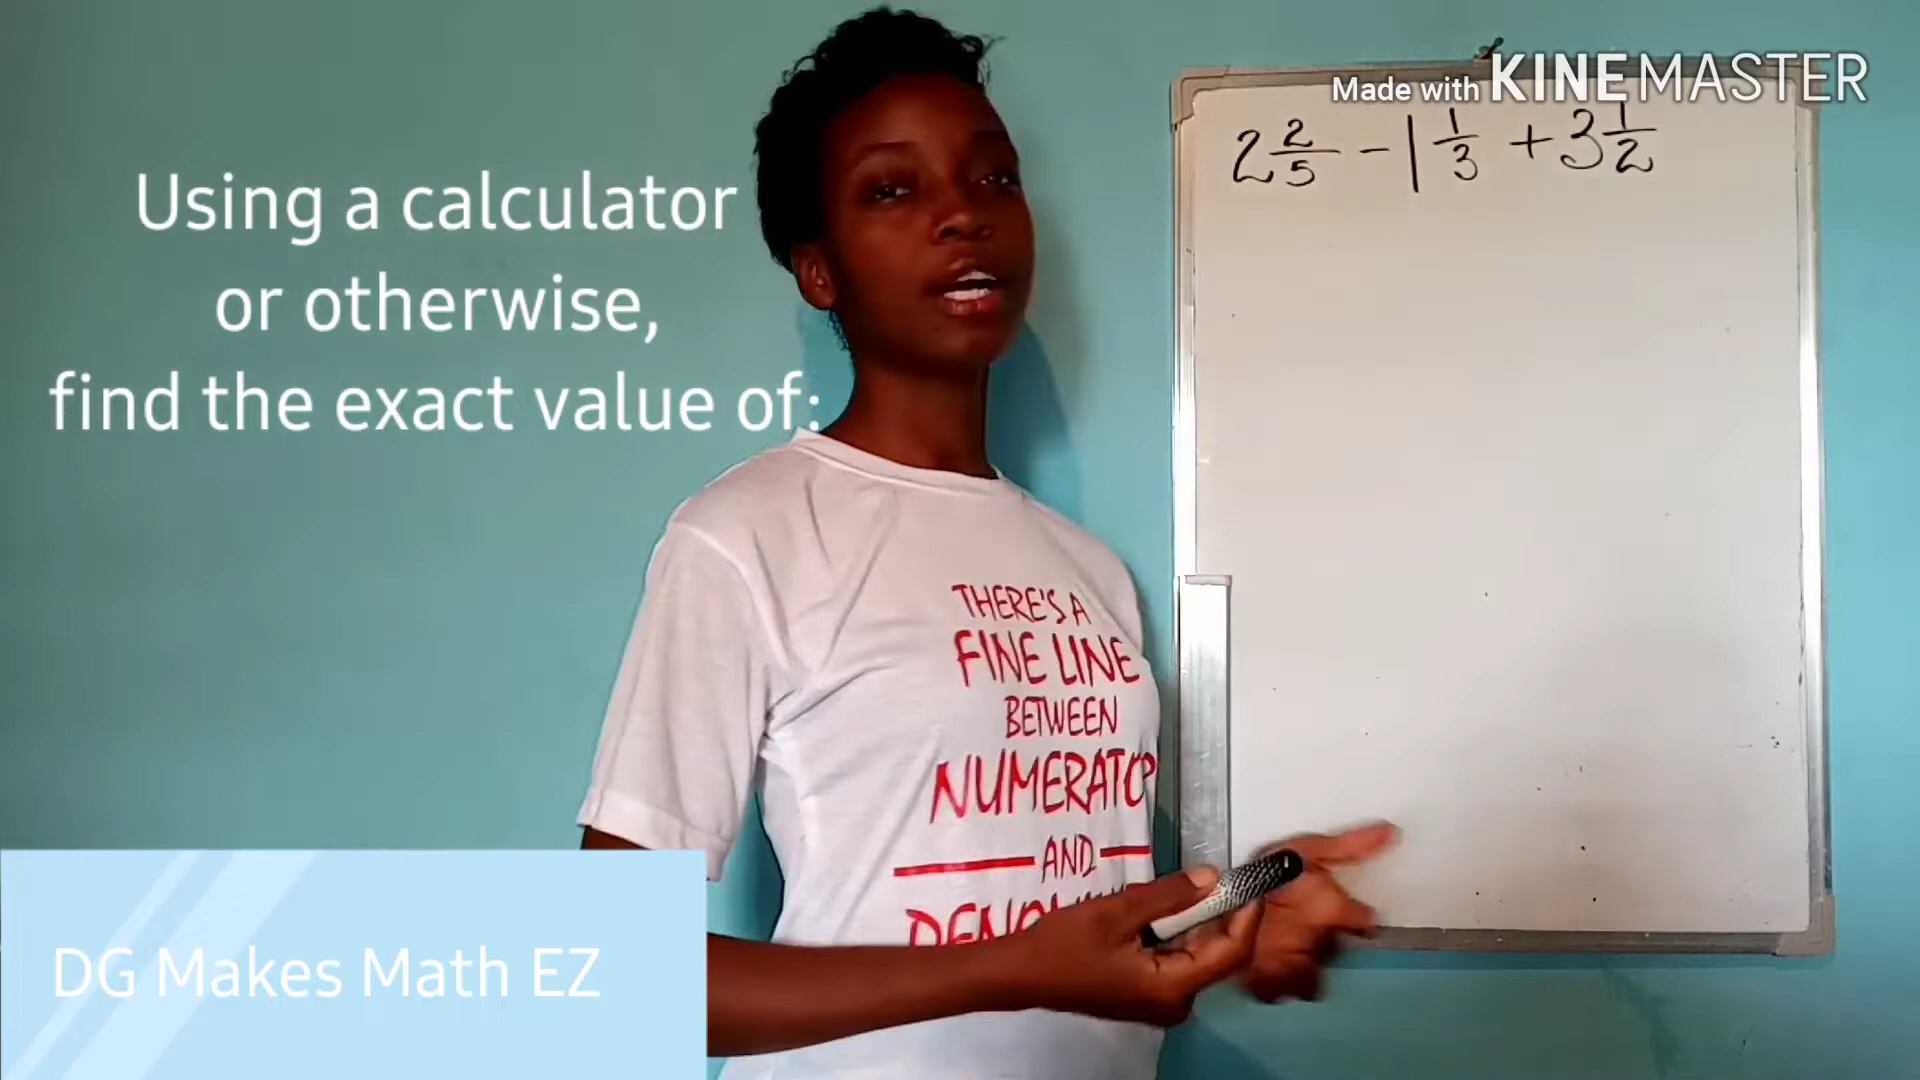 Made with KINEMASTER
2 2/5 - 1 1/3 + 3 1/2
Using a calculator
or otherwise,
find the exact value of:
THERE'S A
FINE LINE
BETWEEN
NUMERATOR
AND
DG Makes Math EZ